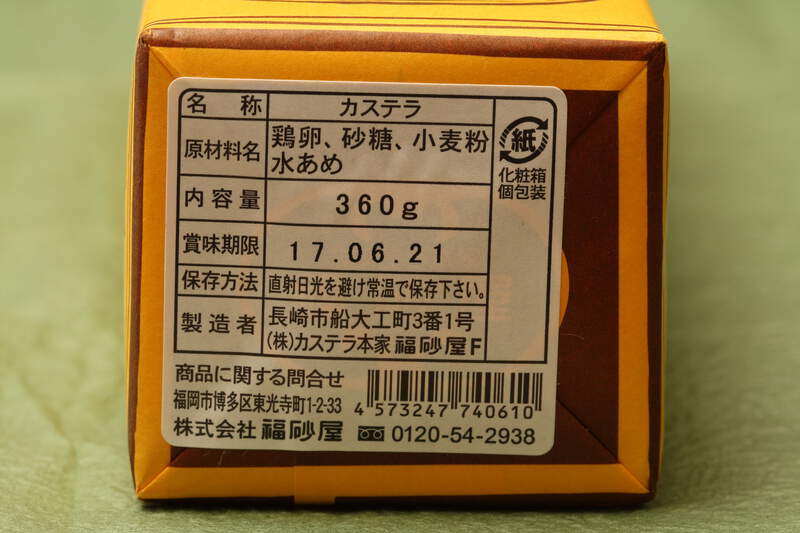 名称 カステラ
原材料名 鶏卵、砂糖、小麦粉
水あめ
内容量 360g
賞味期限 17.06.21
保存方法 直射日光を避け常温で保存下さい。
製造者 長崎市船大工町3番1号
(株)カステラ本家 福砂屋F
紙
化粧箱
個包装
商品に関する問合せ
福岡市博多区東光寺町1-2-33
株式会社 福砂屋 0120-54-2938
4 573247 740610